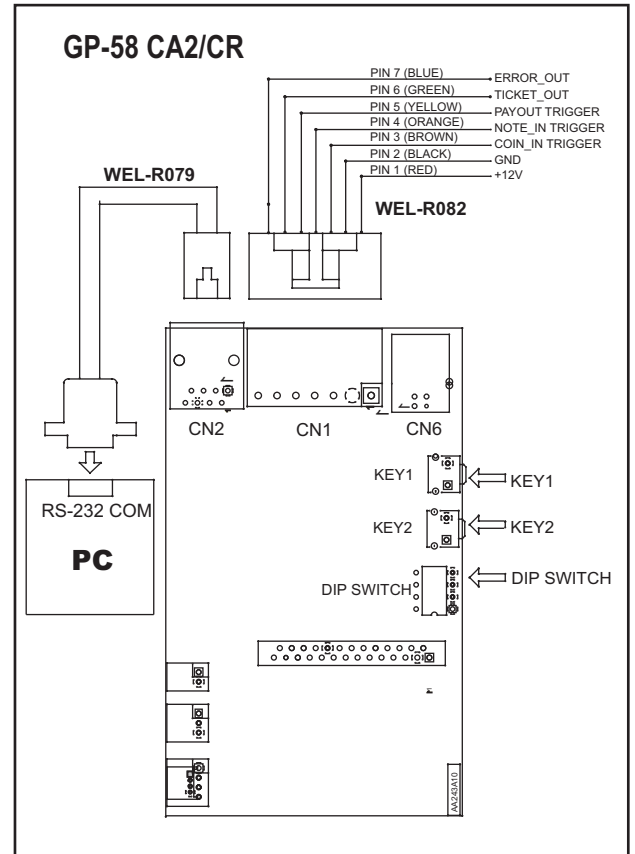 GP-58 CA2/CR
PIN 7 (BLUE) ERROR_OUT
PIN 6 (GREEN) TICKET_OUT
PIN 5 (YELLOW) PAYOUT TRIGGER
PIN 4 (ORANGE) NOTE_IN TRIGGER
PIN 3 (BROWN) COIN_IN TRIGGER
PIN 2 (BLACK) GND
PIN 1 (RED) +12V
WEL-R079
WEL-R082
CN2 CN1 CN6
KEY1 KEY1
KEY2 KEY2
DIP SWITCH DIP SWITCH
RS-232 COM
PC
AA243A10